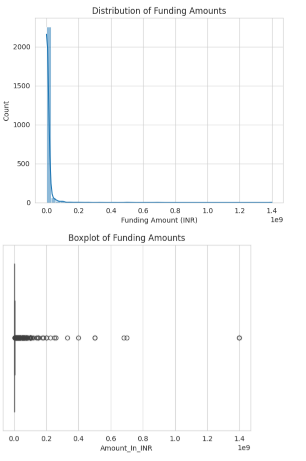 Distribution of Funding Amounts
2000
1500
Count
1000
500
0
0.0 0.2 0.4 0.6 0.8 1.0 1.2 1.4
Funding Amount (INR) 1e9
Boxplot of Funding Amounts
0.0 0.2 0.4 0.6 0.8 1.0 1.2 1.4
Amount_In_INR 1e9